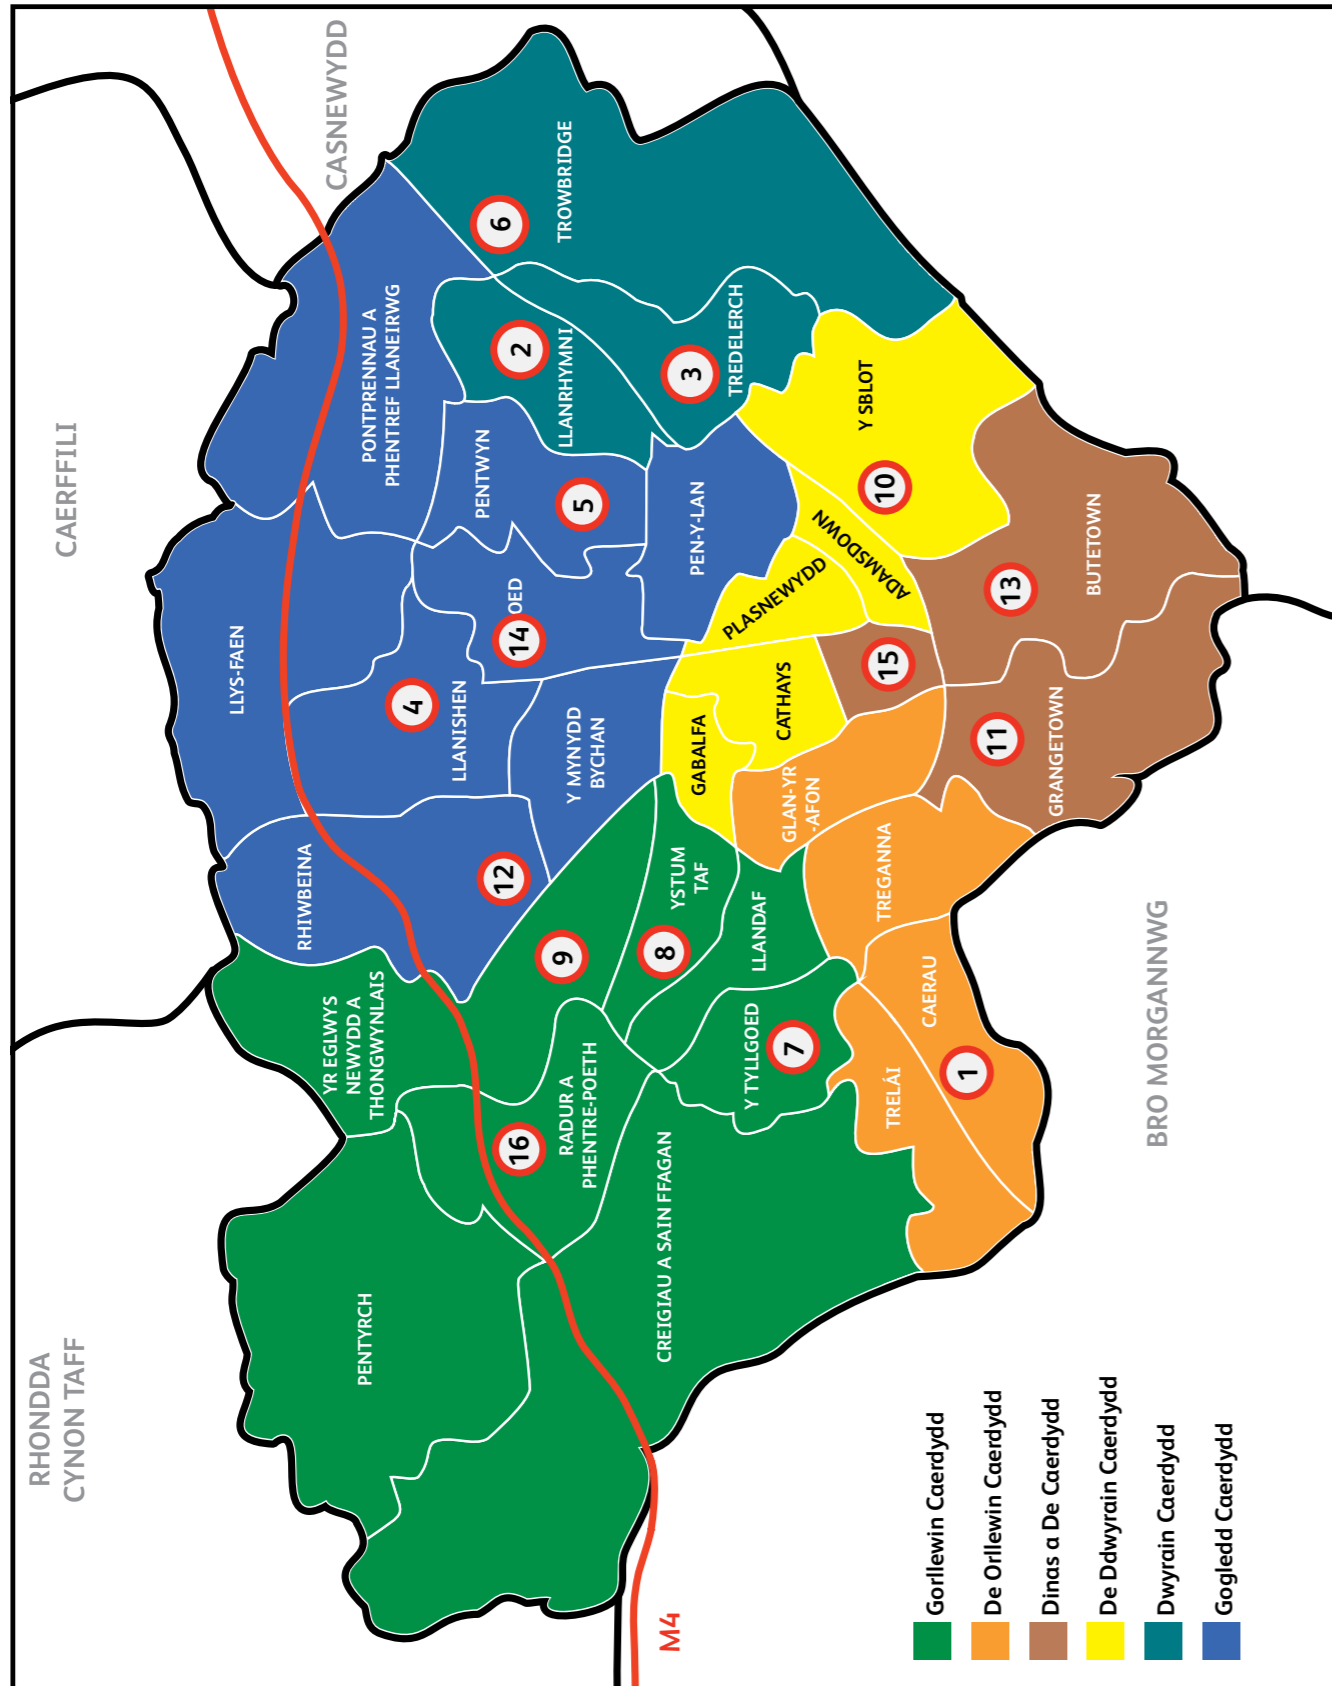 RHONDDA
CYNON TAFF
CAERFFILI
CASNEWYDD
BRO MORGANNWG
M4
PENTYRCH
CREIGIAU A SAIN FFAGAN
YR EGLWYS
NEWYDD A
THONGWYNLAIS
RADUR A
PHENTRE-POETH
16
9
YSTUM
TAF
8
LLANDAF
Y TYLLGOED
7
TRELÁI
CAERAU
1
TREGANNA
GLAN-YR
-AFON
RHIWBEINA
12
LLYS-FAEN
LLANISHEN
4
Y MYNYDD
BYCHAN
OED
14
PONTPRENNAU A
PHENTREF LLANEIRWG
PENTWYN
5
PEN-Y-LAN
LLANRHYMNI
2
TREDELERCH
3
TROWBRIDGE
6
GABALFA
CATHAYS
PLASNEWYDD
ADAMSDOWN
Y SBLOT
10
15
GRANGETOWN
11
BUTETOWN
13
Gorllewin Caerdydd
De Orllewin Caerdydd
Dinas a De Caerdydd
De Ddwyrain Caerdydd
Dwyrain Caerdydd
Gogledd Caerdydd